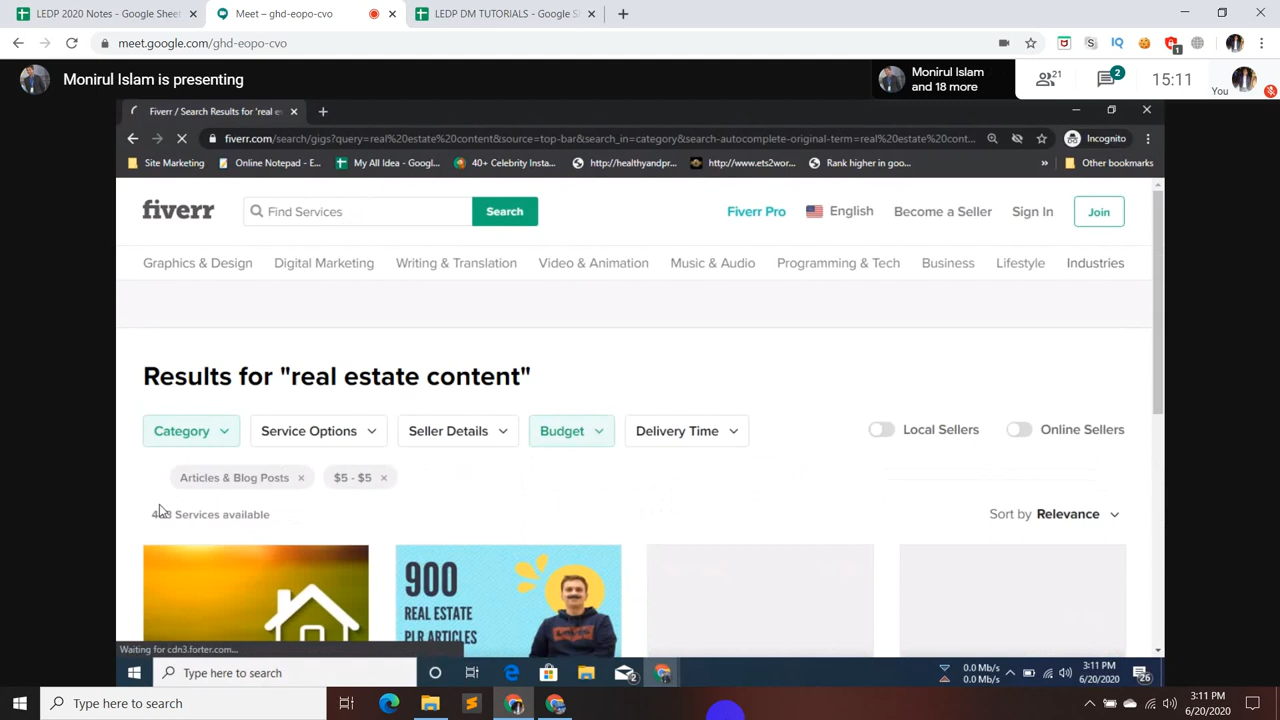 LEDP 2020 Notes - Google Sheet
Meet – ghd-eopo-cvo
LEDP DM TUTORIALS - Google S
meet.google.com/ghd-eopo-cvo
1
Monirul Islam is presenting
Monirul Islam
and 18 more
21
2
15:11
You
Fiverr / Search Results for 'real es
fiverr.com/search/gigs?query=real%20estate%20content&source=top-bar&search_in=category&search-autocomplete-original-term=real%20estate%20cont...
Incognito
Site Marketing
Online Notepad - E...
My All Idea - Googl...
40+ Celebrity Insta...
http://healthyandpr...
http://www.ets2wor...
Rank higher in goo...
»
Other bookmarks
fiverr
Find Services
Search
Fiverr Pro
English
Become a Seller
Sign In
Join
Graphics & Design
Digital Marketing
Writing & Translation
Video & Animation
Music & Audio
Programming & Tech
Business
Lifestyle
Industries
Results for "real estate content"
Category
Service Options
Seller Details
Budget
Delivery Time
Local Sellers
Online Sellers
Articles & Blog Posts ×
$5 - $5 ×
Services available
Sort by Relevance
900
REAL ESTATE
PLR ARTICLES
Waiting for cdn3.forter.com...
Type here to search
2
0.0 Mb/s
0.0 Mb/s
3:11 PM
6/20/2020
26
Type here to search
3:11 PM
6/20/2020